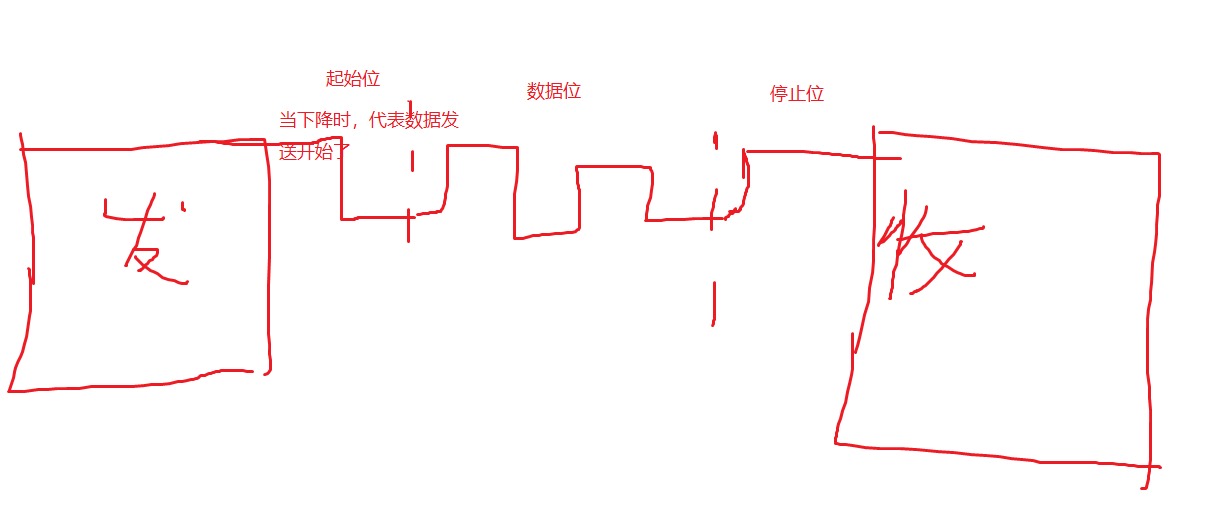 起始位
数据位
停止位
当下降时，代表数据发
送开始了
发
收